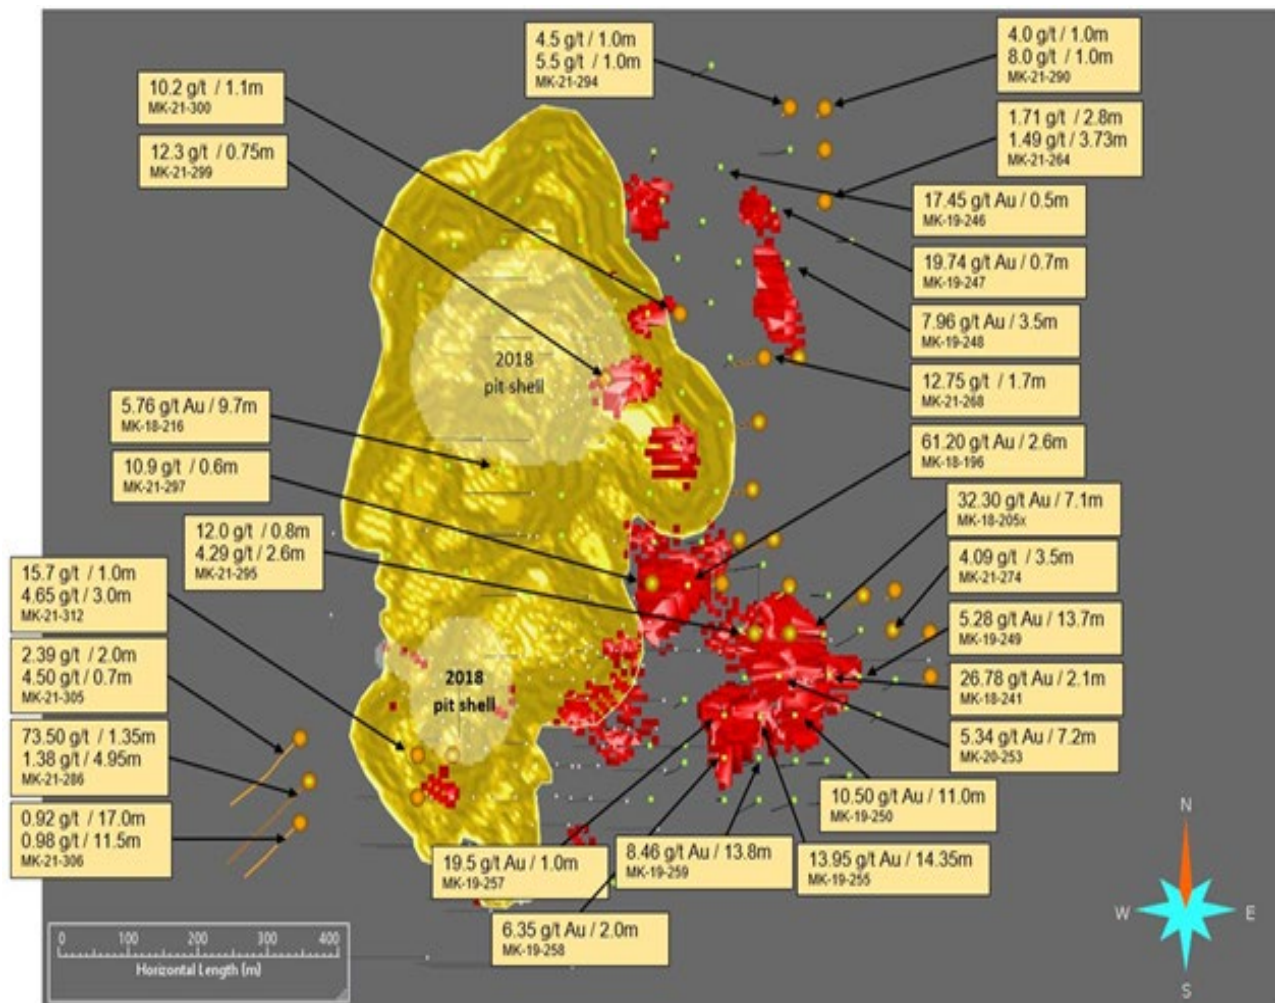 4.5 g/t / 1.0m
5.5 g/t / 1.0m
MK-21-294
4.0 g/t / 1.0m
8.0 g/t / 1.0m
MK-21-290
10.2 g/t / 1.1m
MK-21-300
1.71 g/t / 2.8m
1.49 g/t / 3.73m
MK-21-264
12.3 g/t / 0.75m
MK-21-299
17.45 g/t Au / 0.5m
MK-19-246
19.74 g/t Au / 0.7m
MK-19-247
7.96 g/t Au / 3.5m
MK-19-248
2018
pit shell
12.75 g/t / 1.7m
MK-21-268
5.76 g/t Au / 9.7m
MK-18-216
61.20 g/t Au / 2.6m
MK-18-196
10.9 g/t / 0.6m
MK-21-297
32.30 g/t Au / 7.1m
MK-18-205x
12.0 g/t / 0.8m
4.29 g/t / 2.6m
MK-21-295
4.09 g/t / 3.5m
MK-21-274
15.7 g/t / 1.0m
4.65 g/t / 3.0m
MK-21-312
5.28 g/t Au / 13.7m
MK-19-249
2.39 g/t / 2.0m
4.50 g/t / 0.7m
MK-21-305
2018
pit shell
26.78 g/t Au / 2.1m
MK-18-241
73.50 g/t / 1.35m
1.38 g/t / 4.95m
MK-21-286
5.34 g/t Au / 7.2m
MK-20-253
10.50 g/t Au / 11.0m
MK-19-250
0.92 g/t / 17.0m
0.98 g/t / 11.5m
MK-21-306
19.5 g/t Au / 1.0m
MK-19-257
8.46 g/t Au / 13.8m
MK-19-259
13.95 g/t Au / 14.35m
MK-19-255
6.35 g/t Au / 2.0m
MK-19-258
N
W E
S
0 100 200 300 400
Horizontal Length (m)